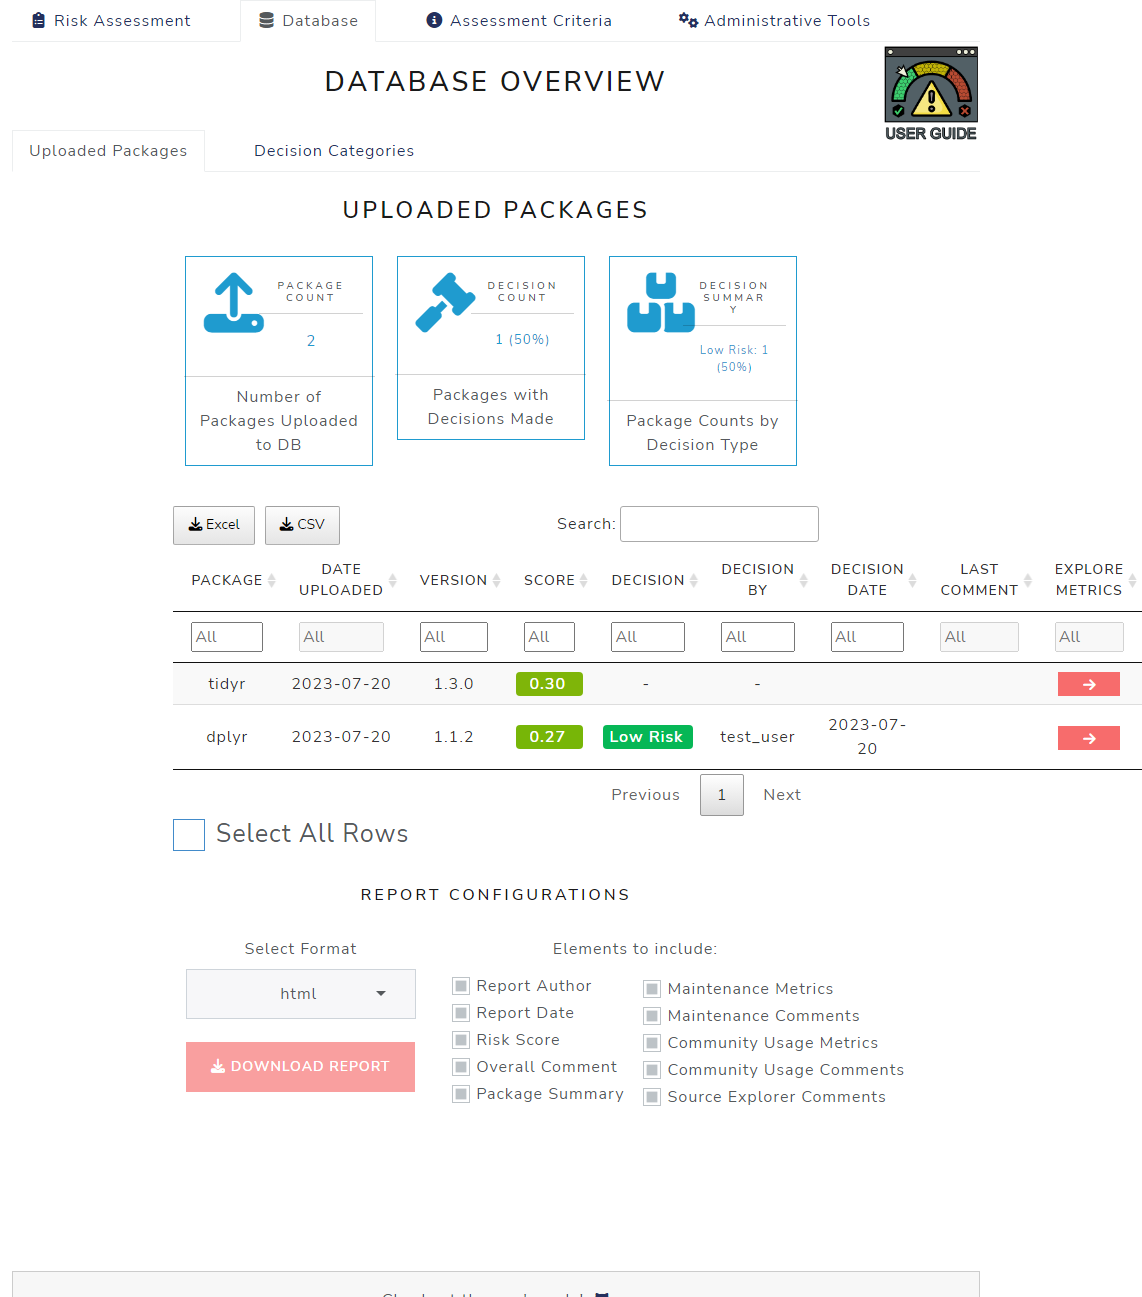 Risk Assessment
Database
Assessment Criteria
Administrative Tools
DATABASE OVERVIEW
USER GUIDE
Uploaded Packages
Decision Categories
UPLOADED PACKAGES
PACKAGE
COUNT
2
Number of
Packages Uploaded
to DB
DECISION
COUNT
1 (50%)
Packages with
Decisions Made
DECISION
SUMMAR
Y
Low Risk: 1
(50%)
Package Counts by
Decision Type
Excel
CSV
Search:
PACKAGE
DATE
UPLOADED
VERSION
SCORE
DECISION
DECISION
BY
DECISION
DATE
LAST
COMMENT
EXPLORE
METRICS
All All All All All All All All All
tidyr 2023-07-20 1.3.0 0.30 - -
dplyr 2023-07-20 1.1.2 0.27 Low Risk test_user 2023-07-
20
Previous 1 Next
Select All Rows
REPORT CONFIGURATIONS
Select Format
html
DOWNLOAD REPORT
Elements to include:
Report Author
Report Date
Risk Score
Overall Comment
Package Summary
Maintenance Metrics
Maintenance Comments
Community Usage Metrics
Community Usage Comments
Source Explorer Comments